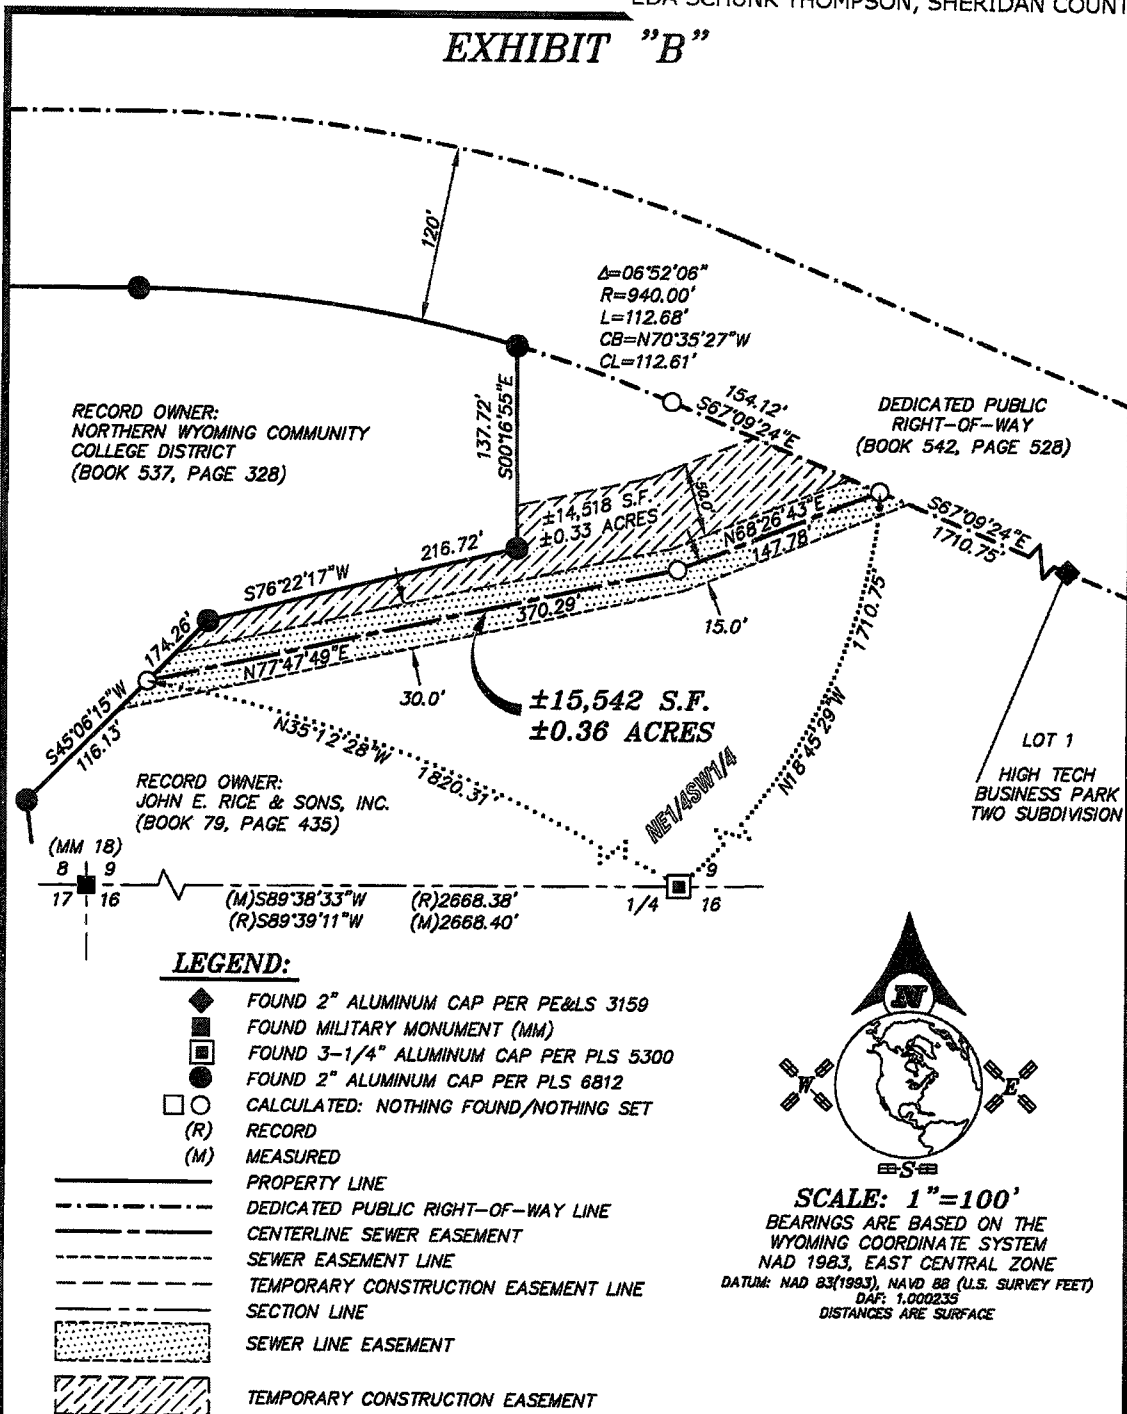 EXHIBIT "B"
120'
Δ=06°52'06"
R=940.00'
L=112.68'
CB=N70°35'27"W
CL=112.61'
154.12'
S67°09'24"E
DEDICATED PUBLIC
RIGHT-OF-WAY
(BOOK 542, PAGE 528)
RECORD OWNER:
NORTHERN WYOMING COMMUNITY
COLLEGE DISTRICT
(BOOK 537, PAGE 328)
137.72'
S00°16'55"E
±14,518 S.F.
±0.33 ACRES
50.0'
N68°26'43"E
147.78'
S67°09'24"E
1710.75'
216.72'
S76°22'17"W
174.26'
370.29'
N77°47'49"E
15.0'
30.0'
1710.75'
N18°45'29"W
S45°06'15"W
116.13'
±15,542 S.F.
±0.36 ACRES
N35°12'28"W
1820.31'
NE1/4SW1/4
LOT 1
HIGH TECH
BUSINESS PARK
TWO SUBDIVISION
RECORD OWNER:
JOHN E. RICE & SONS, INC.
(BOOK 79, PAGE 435)
(MM 18)
8 9
17 16
(M)S89°38'33"W (R)2668.38'
(R)S89°39'11"W (M)2668.40'
9
1/4 16
LEGEND:
FOUND 2" ALUMINUM CAP PER PE&LS 3159
FOUND MILITARY MONUMENT (MM)
FOUND 3-1/4" ALUMINUM CAP PER PLS 5300
FOUND 2" ALUMINUM CAP PER PLS 6812
CALCULATED: NOTHING FOUND/NOTHING SET
(R) RECORD
(M) MEASURED
PROPERTY LINE
DEDICATED PUBLIC RIGHT-OF-WAY LINE
CENTERLINE SEWER EASEMENT
SEWER EASEMENT LINE
TEMPORARY CONSTRUCTION EASEMENT LINE
SECTION LINE
SEWER LINE EASEMENT
TEMPORARY CONSTRUCTION EASEMENT
N
W
E
S
SCALE: 1"=100'
BEARINGS ARE BASED ON THE
WYOMING COORDINATE SYSTEM
NAD 1983, EAST CENTRAL ZONE
DATUM: NAD 83(1993), NAVD 88 (U.S. SURVEY FEET)
DAF: 1.000235
DISTANCES ARE SURFACE